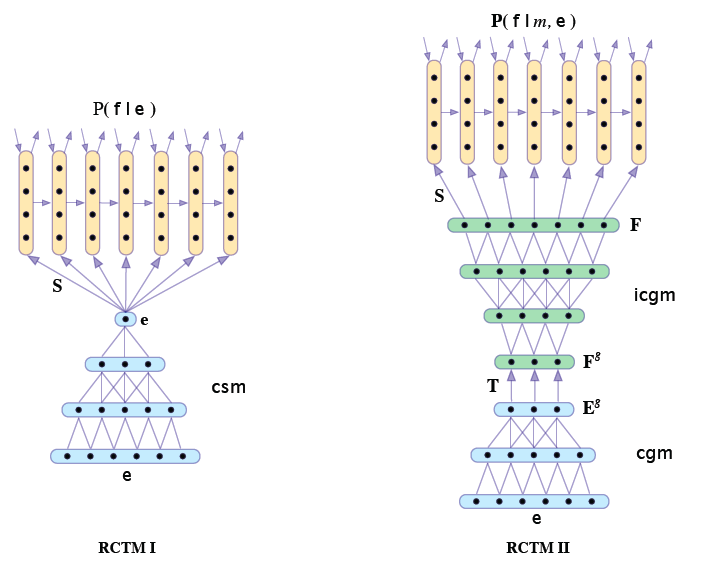 P( f | e )
S
e
csm
e
RCTM I
P( f | m, e )
S
F
icgm
F^g
T
E^g
cgm
e
RCTM II